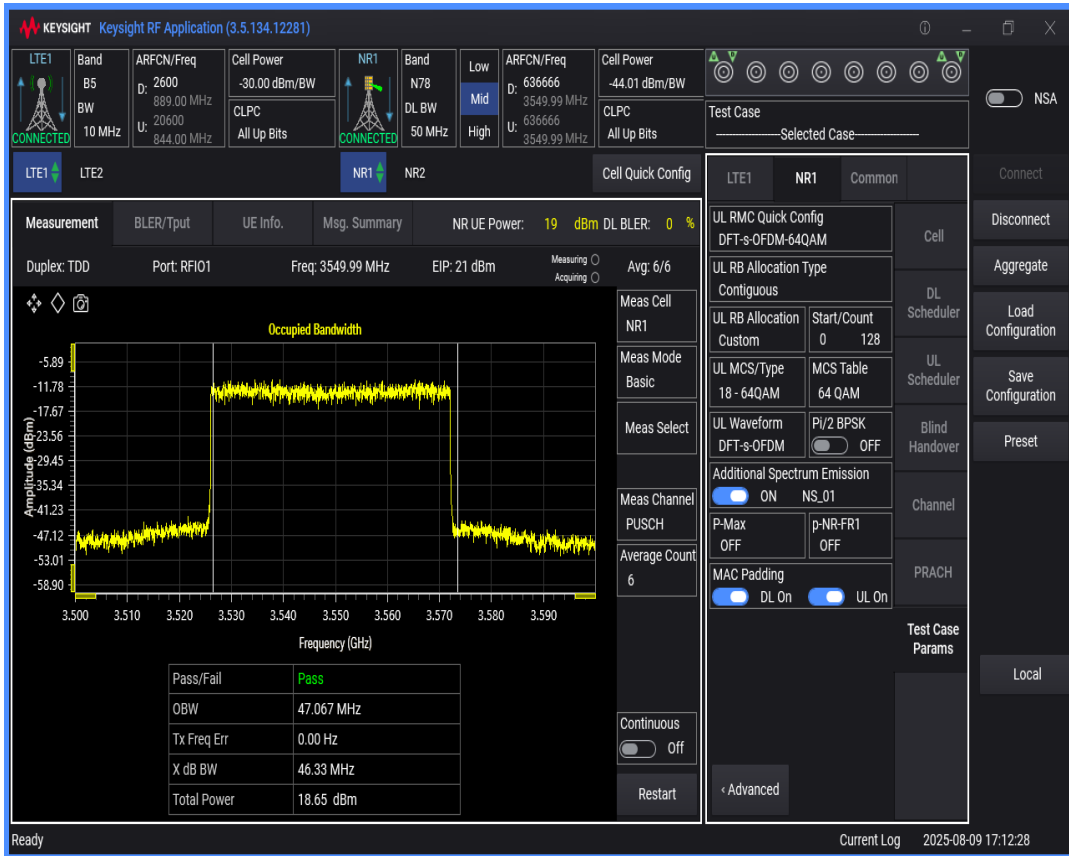 KEYSIGHT Keysight RF Application (3.5.134.12281)
LTE1
CONNECTED
Band
B5
BW
10 MHz
ARFCN/Freq
D: 2600
889.00 MHz
U: 20600
844.00 MHz
Cell Power
-30.00 dBm/BW
CLPC
All Up Bits
NR1
CONNECTED
Band
N78
DL BW
50 MHz
Low
Mid
High
ARFCN/Freq
D: 636666
3549.99 MHz
U: 636666
3549.99 MHz
Cell Power
-44.01 dBm/BW
CLPC
All Up Bits
Test Case
--------------------Selected Case--------------------
NSA
LTE1 LTE2 NR1 NR2 Cell Quick Config
Measurement BLER/Tput UE Info. Msg. Summary NR UE Power: 19 dBm DL BLER: 0 %
Duplex: TDD Port: RFIO1 Freq: 3549.99 MHz EIP: 21 dBm Measuring Avg: 6/6
Acquiring
Occupied Bandwidth
Amplitude (dBm)
-5.89
-11.78
-17.67
-23.56
-29.45
-35.34
-41.23
-47.12
-53.01
-58.90
3.500 3.510 3.520 3.530 3.540 3.550 3.560 3.570 3.580 3.590
Frequency (GHz)
Pass/Fail Pass
OBW 47.067 MHz
Tx Freq Err 0.00 Hz
X dB BW 46.33 MHz
Total Power 18.65 dBm
Meas Cell
NR1
Meas Mode
Basic
Meas Select
Meas Channel
PUSCH
Average Count
6
Continuous
Off
Restart
LTE1 NR1 Common
UL RMC Quick Config
DFT-s-OFDM-64QAM
UL RB Allocation Type
Contiguous
UL RB Allocation Start/Count
Custom 0 128
UL MCS/Type MCS Table
18 - 64QAM 64 QAM
UL Waveform Pi/2 BPSK
DFT-s-OFDM OFF
Additional Spectrum Emission
ON NS_01
P-Max p-NR-FR1
OFF OFF
MAC Padding
DL On UL On
‹ Advanced
Cell
DL
Scheduler
UL
Scheduler
Blind
Handover
Channel
PRACH
Test Case
Params
Connect
Disconnect
Aggregate
Load
Configuration
Save
Configuration
Preset
Local
Ready Current Log 2025-08-09 17:12:28